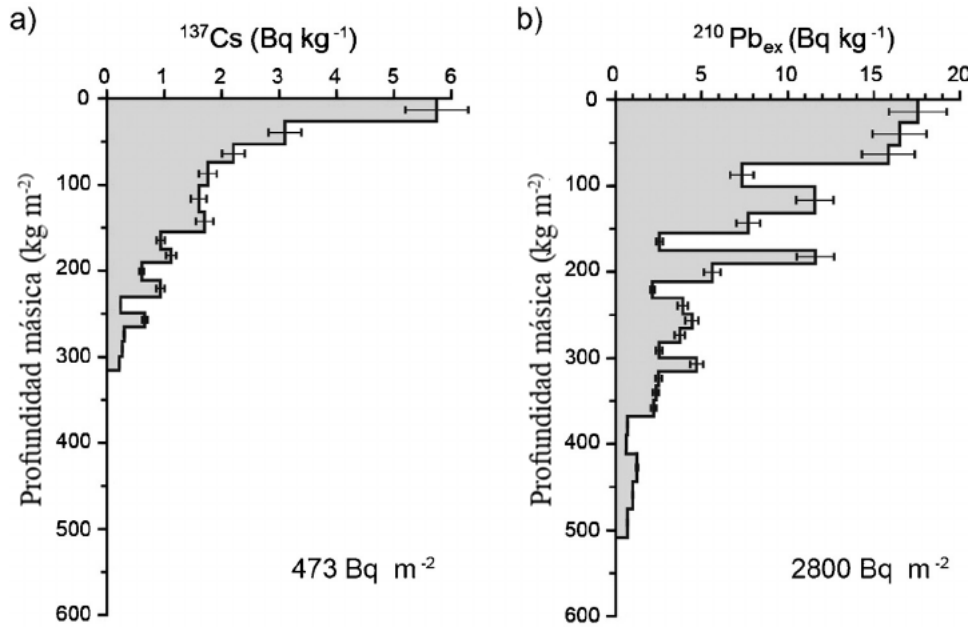 a)
¹³⁷Cs (Bq kg⁻¹)
0 1 2 3 4 5 6
0
100
200
300
400
500
600
Profundidad másica (kg m⁻²)
473 Bq m⁻²
b)
²¹⁰Pbₑₓ (Bq kg⁻¹)
0 5 10 15 20
0
100
200
300
400
500
600
Profundidad másica (kg m⁻²)
2800 Bq m⁻²